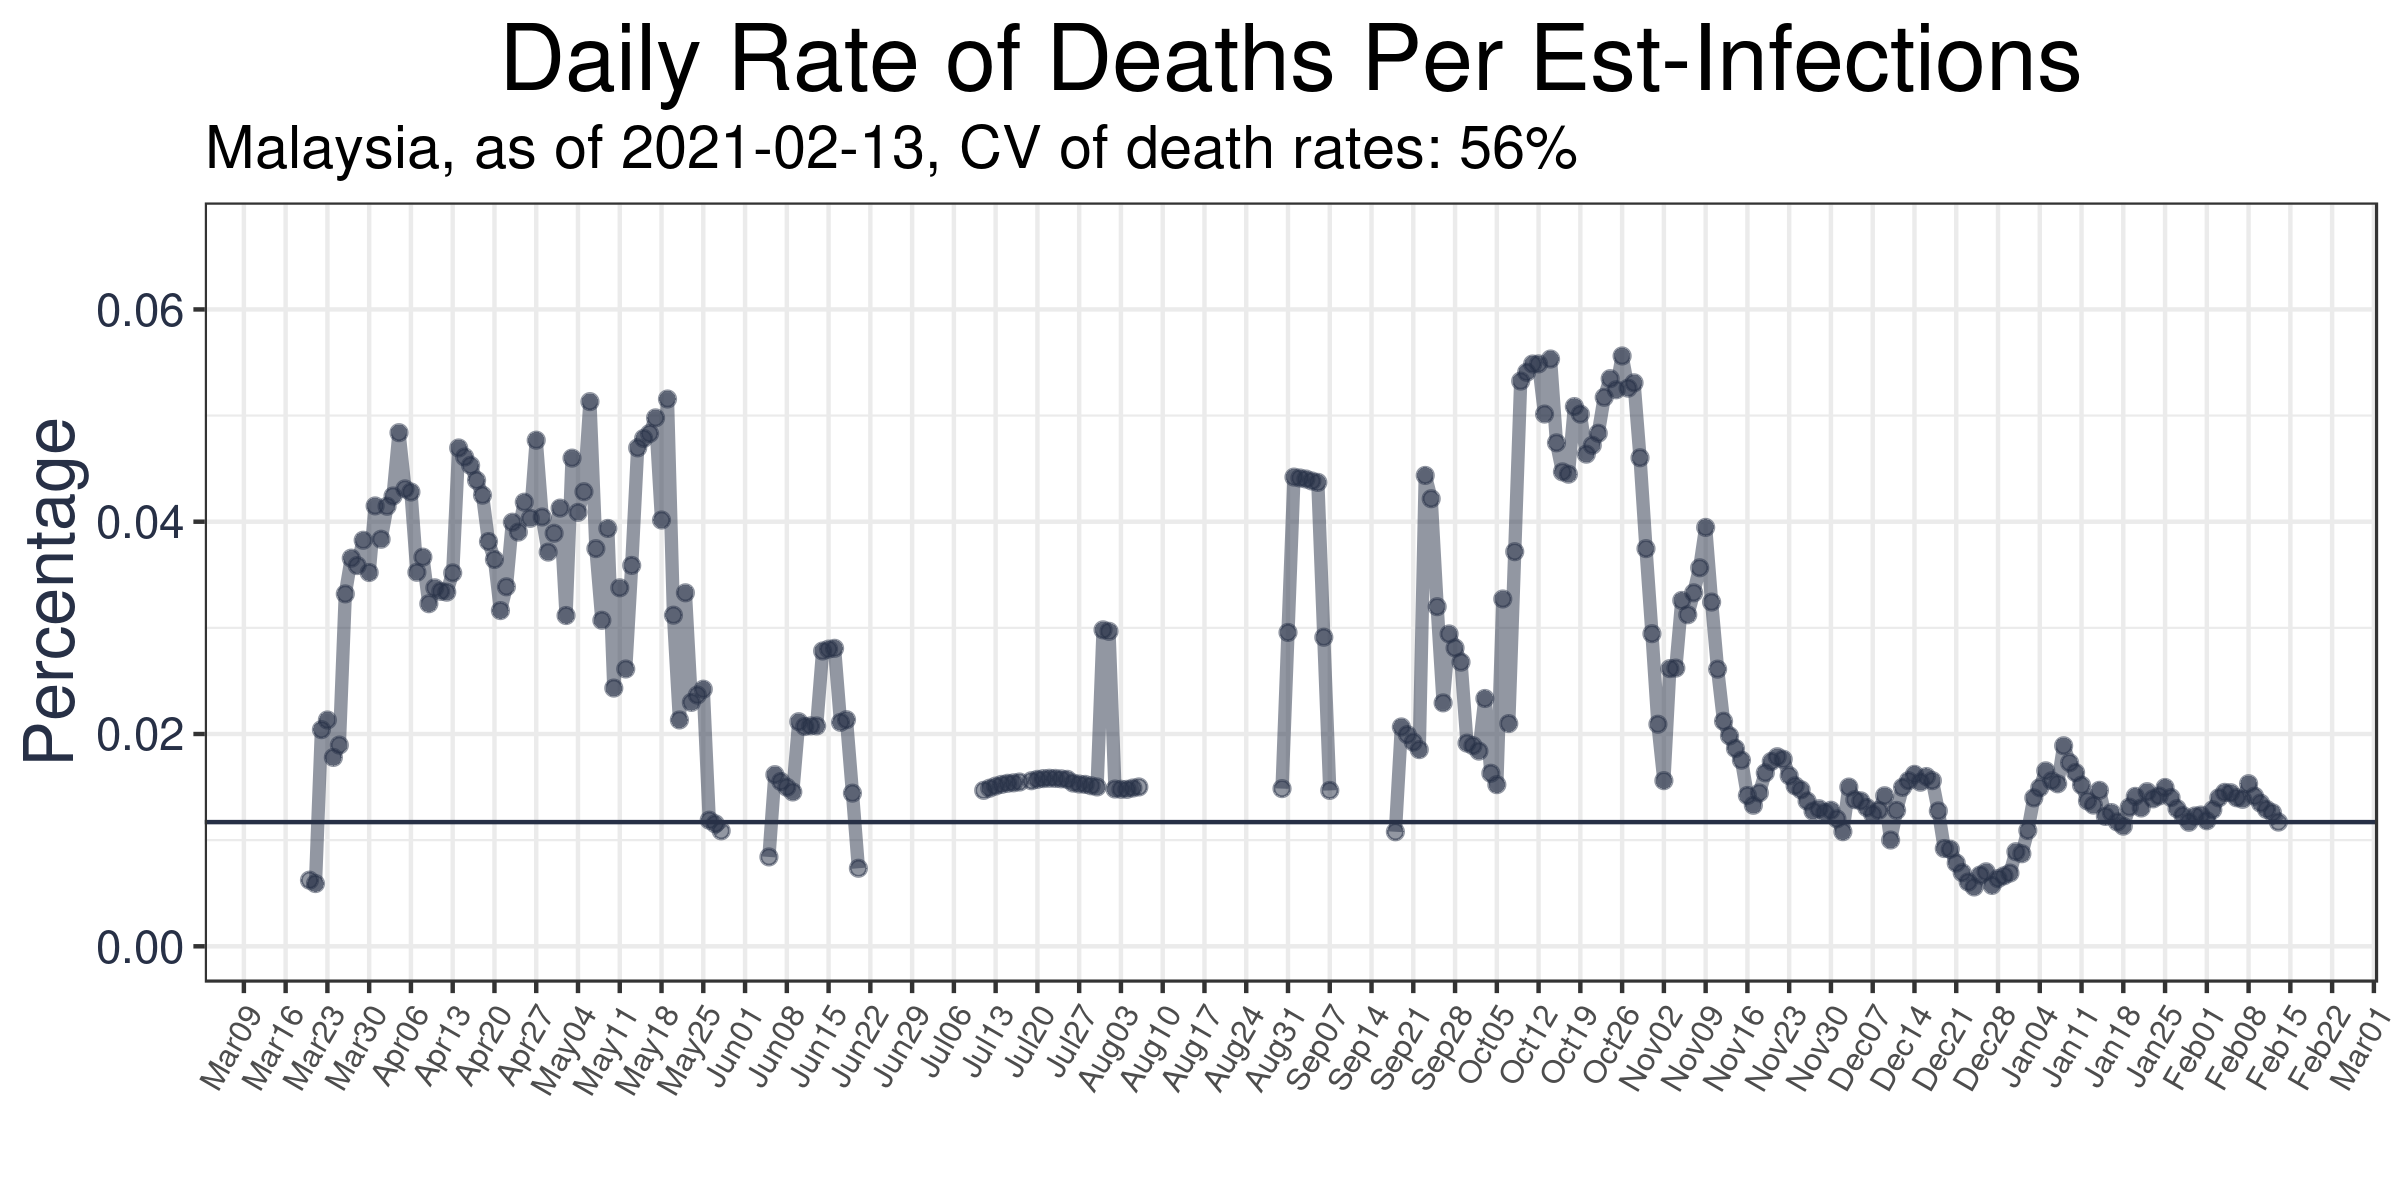 Daily Rate of Deaths Per Est-Infections
Malaysia, as of 2021-02-13, CV of death rates: 56%
Percentage
0.06
0.04
0.02
0.00
Mar09
Mar16
Mar23
Mar30
Apr06
Apr13
Apr20
Apr27
May04
May11
May18
May25
Jun01
Jun08
Jun15
Jun22
Jun29
Jul06
Jul13
Jul20
Jul27
Aug03
Aug10
Aug17
Aug24
Aug31
Sep07
Sep14
Sep21
Sep28
Oct05
Oct12
Oct19
Oct26
Nov02
Nov09
Nov16
Nov23
Nov30
Dec07
Dec14
Dec21
Dec28
Jan04
Jan11
Jan18
Jan25
Feb01
Feb08
Feb15
Feb22
Mar01